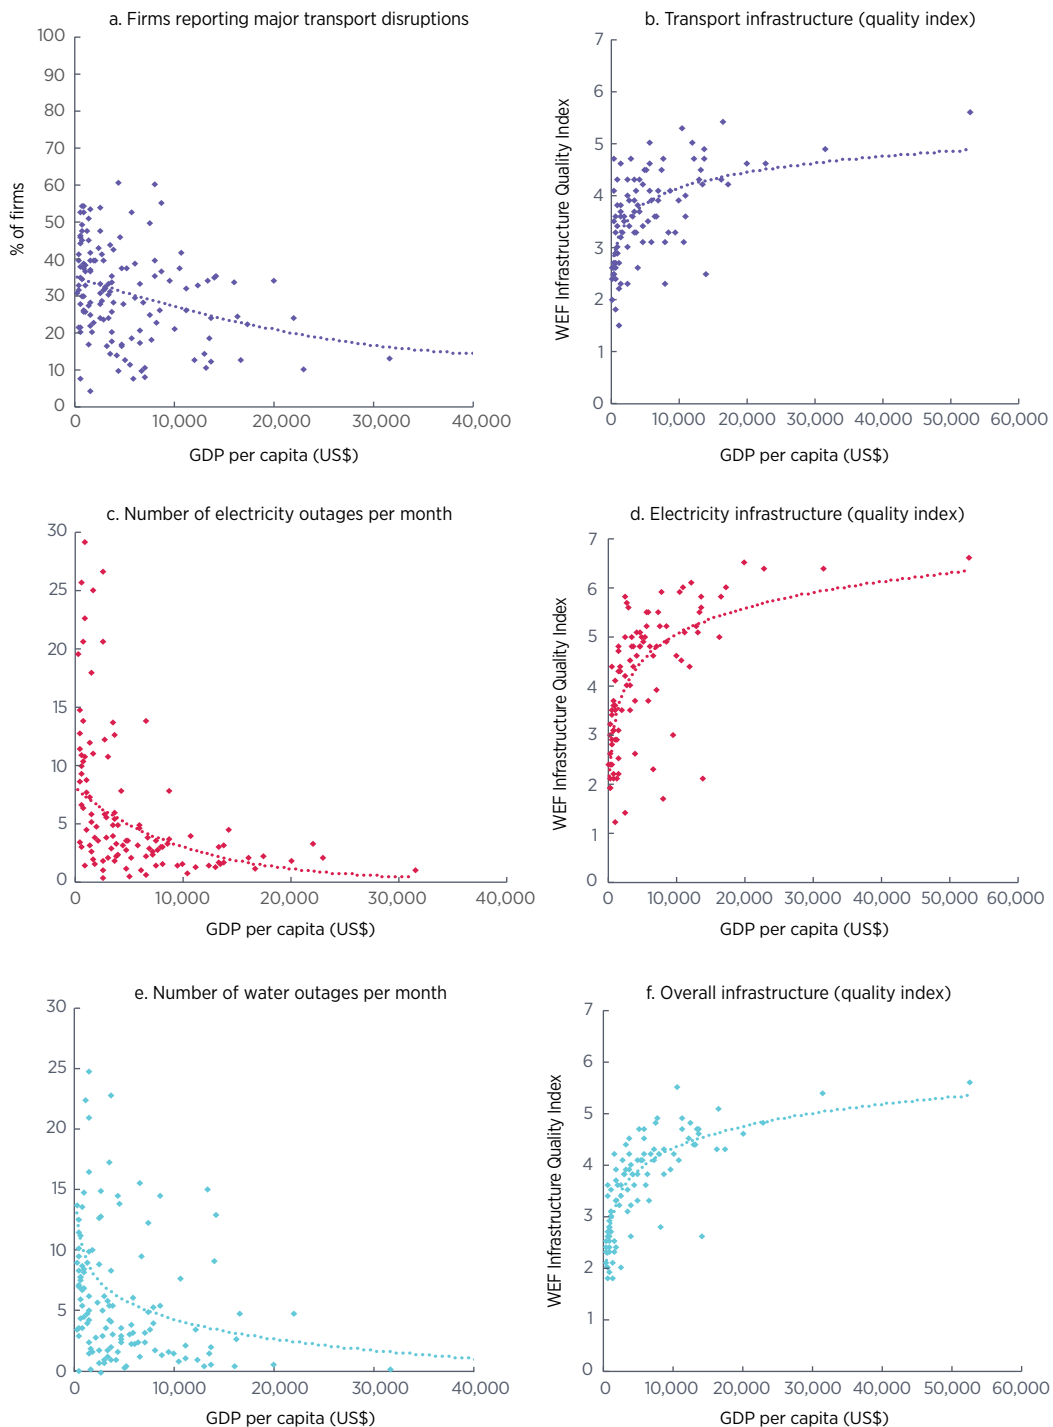 a. Firms reporting major transport disruptions
100
90
80
70
60
50
40
30
20
10
0
% of firms
0 10,000 20,000 30,000 40,000
GDP per capita (US$)
b. Transport infrastructure (quality index)
7
6
5
4
3
2
1
0
WEF Infrastructure Quality Index
0 10,000 20,000 30,000 40,000 50,000 60,000
GDP per capita (US$)
c. Number of electricity outages per month
30
25
20
15
10
5
0
0 10,000 20,000 30,000 40,000
GDP per capita (US$)
d. Electricity infrastructure (quality index)
7
6
5
4
3
2
1
0
WEF Infrastructure Quality Index
0 10,000 20,000 30,000 40,000 50,000 60,000
GDP per capita (US$)
e. Number of water outages per month
30
25
20
15
10
5
0
0 10,000 20,000 30,000 40,000
GDP per capita (US$)
f. Overall infrastructure (quality index)
7
6
5
4
3
2
1
0
WEF Infrastructure Quality Index
0 10,000 20,000 30,000 40,000 50,000 60,000
GDP per capita (US$)